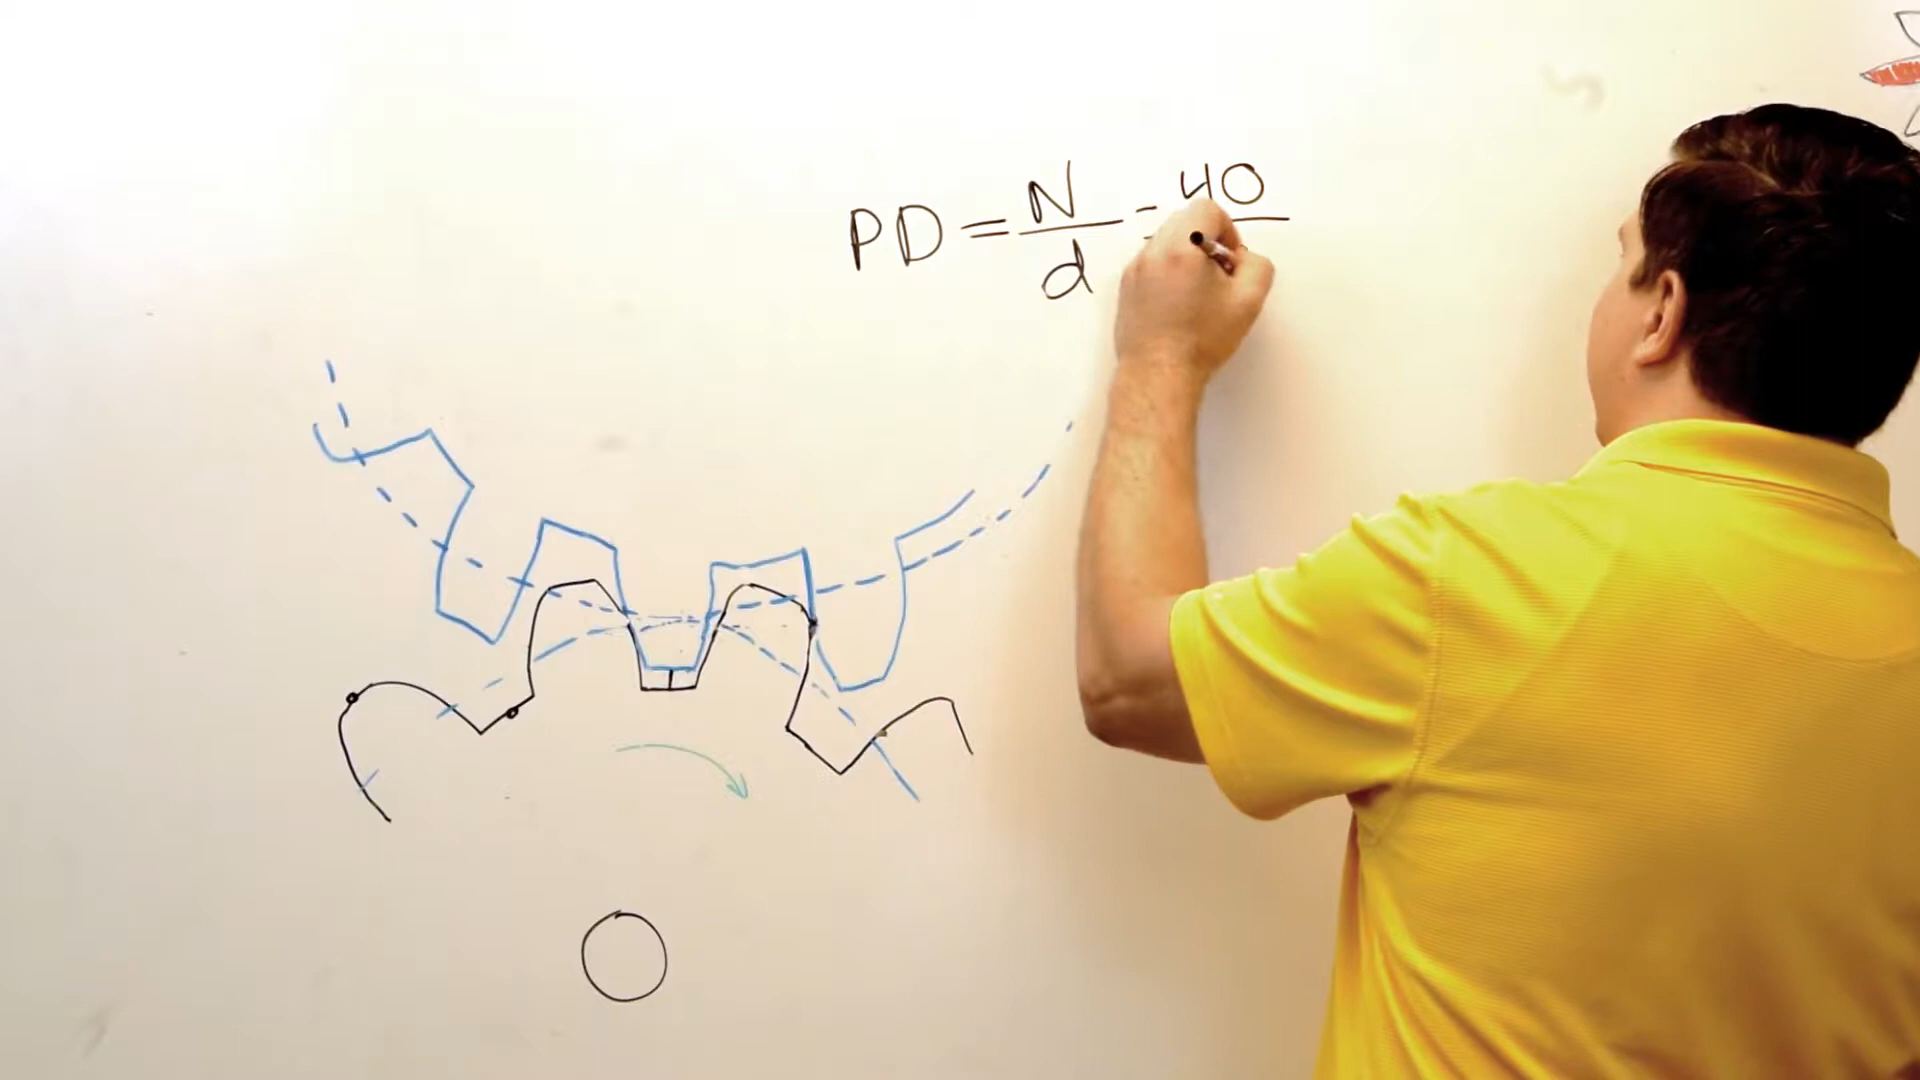 PD = N/d = 40